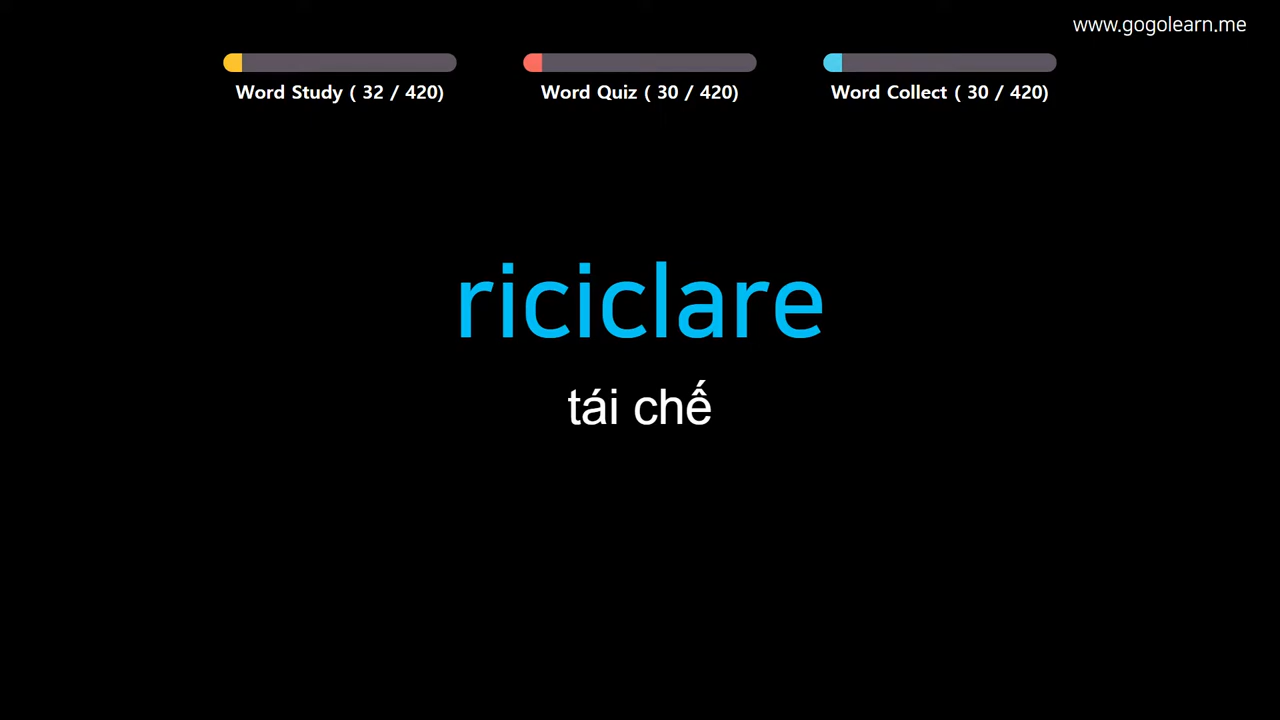 www.gogolearn.me
Word Study ( 32 / 420)
Word Quiz ( 30 / 420)
Word Collect ( 30 / 420)
riciclare
tái chế